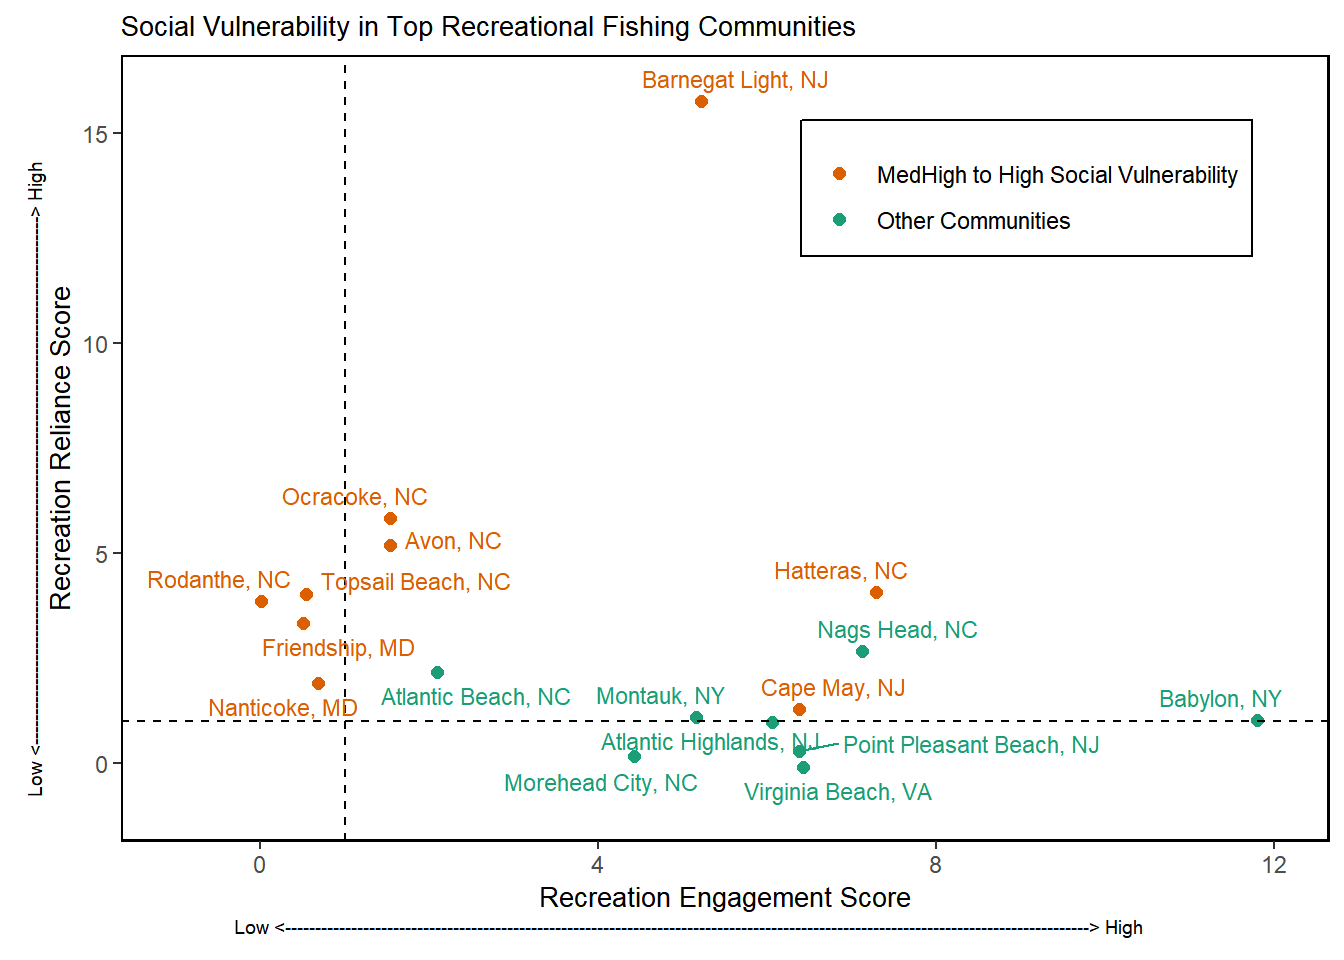 Social Vulnerability in Top Recreational Fishing Communities
Barnegat Light, NJ
MedHigh to High Social Vulnerability
Other Communities
Ocracoke, NC
Avon, NC
Rodanthe, NC
Topsail Beach, NC
Hatteras, NC
Nags Head, NC
Friendship, MD
Atlantic Beach, NC
Montauk, NY
Cape May, NJ
Babylon, NY
Nanticoke, MD
Atlantic Highlands, NJ
Point Pleasant Beach, NJ
Morehead City, NC
Virginia Beach, VA
15
10
5
0
Recreation Reliance Score
Low <--------------------------------------------------------------------------------------------> High
0
4
8
12
Recreation Engagement Score
Low <--------------------------------------------------------------------------------------------------------------------------------------> High